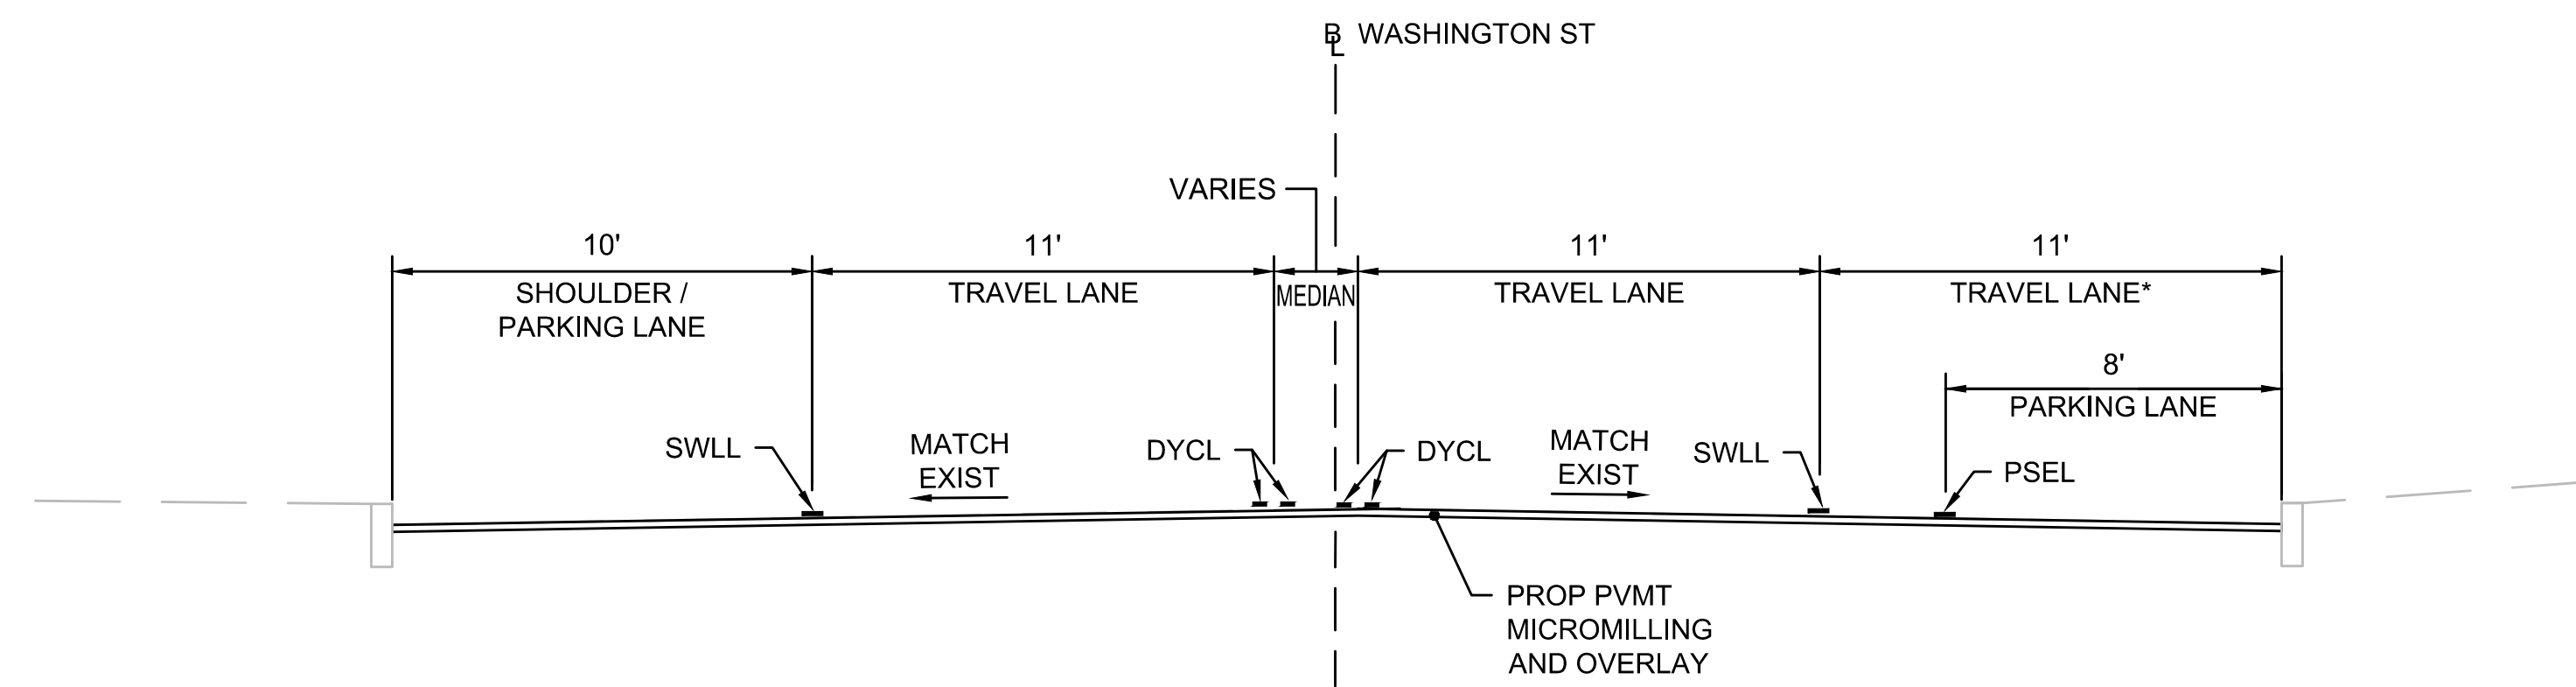 BL WASHINGTON ST
VARIES
10'
11'
11'
11'
SHOULDER /
PARKING LANE
TRAVEL LANE
MEDIAN
TRAVEL LANE
TRAVEL LANE*
8'
PARKING LANE
SWLL
MATCH
EXIST
DYCL
DYCL
MATCH
EXIST
SWLL
PSEL
PROP PVMT
MICROMILLING
AND OVERLAY